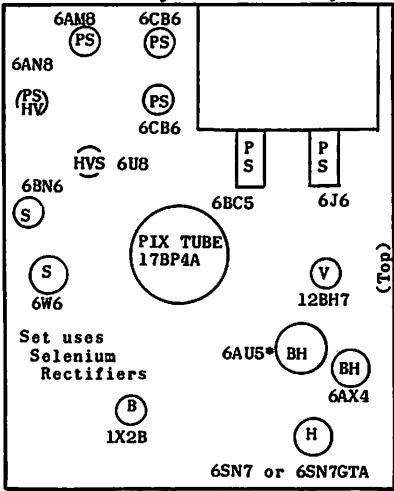 6AM8 6CB6
PS PS
6AN8
PS
HV
PS
6CB6
P
S
P
S
HVS 6U8
6BN6
6BC5 6J6
S
PIX TUBE
17BP4A
S
6W6
V
12BH7
(Top)
Set uses
Selenium
Rectifiers
6AU5* BH
BH
6AX4
B
1X2B
H
6SN7 or 6SN7GTA